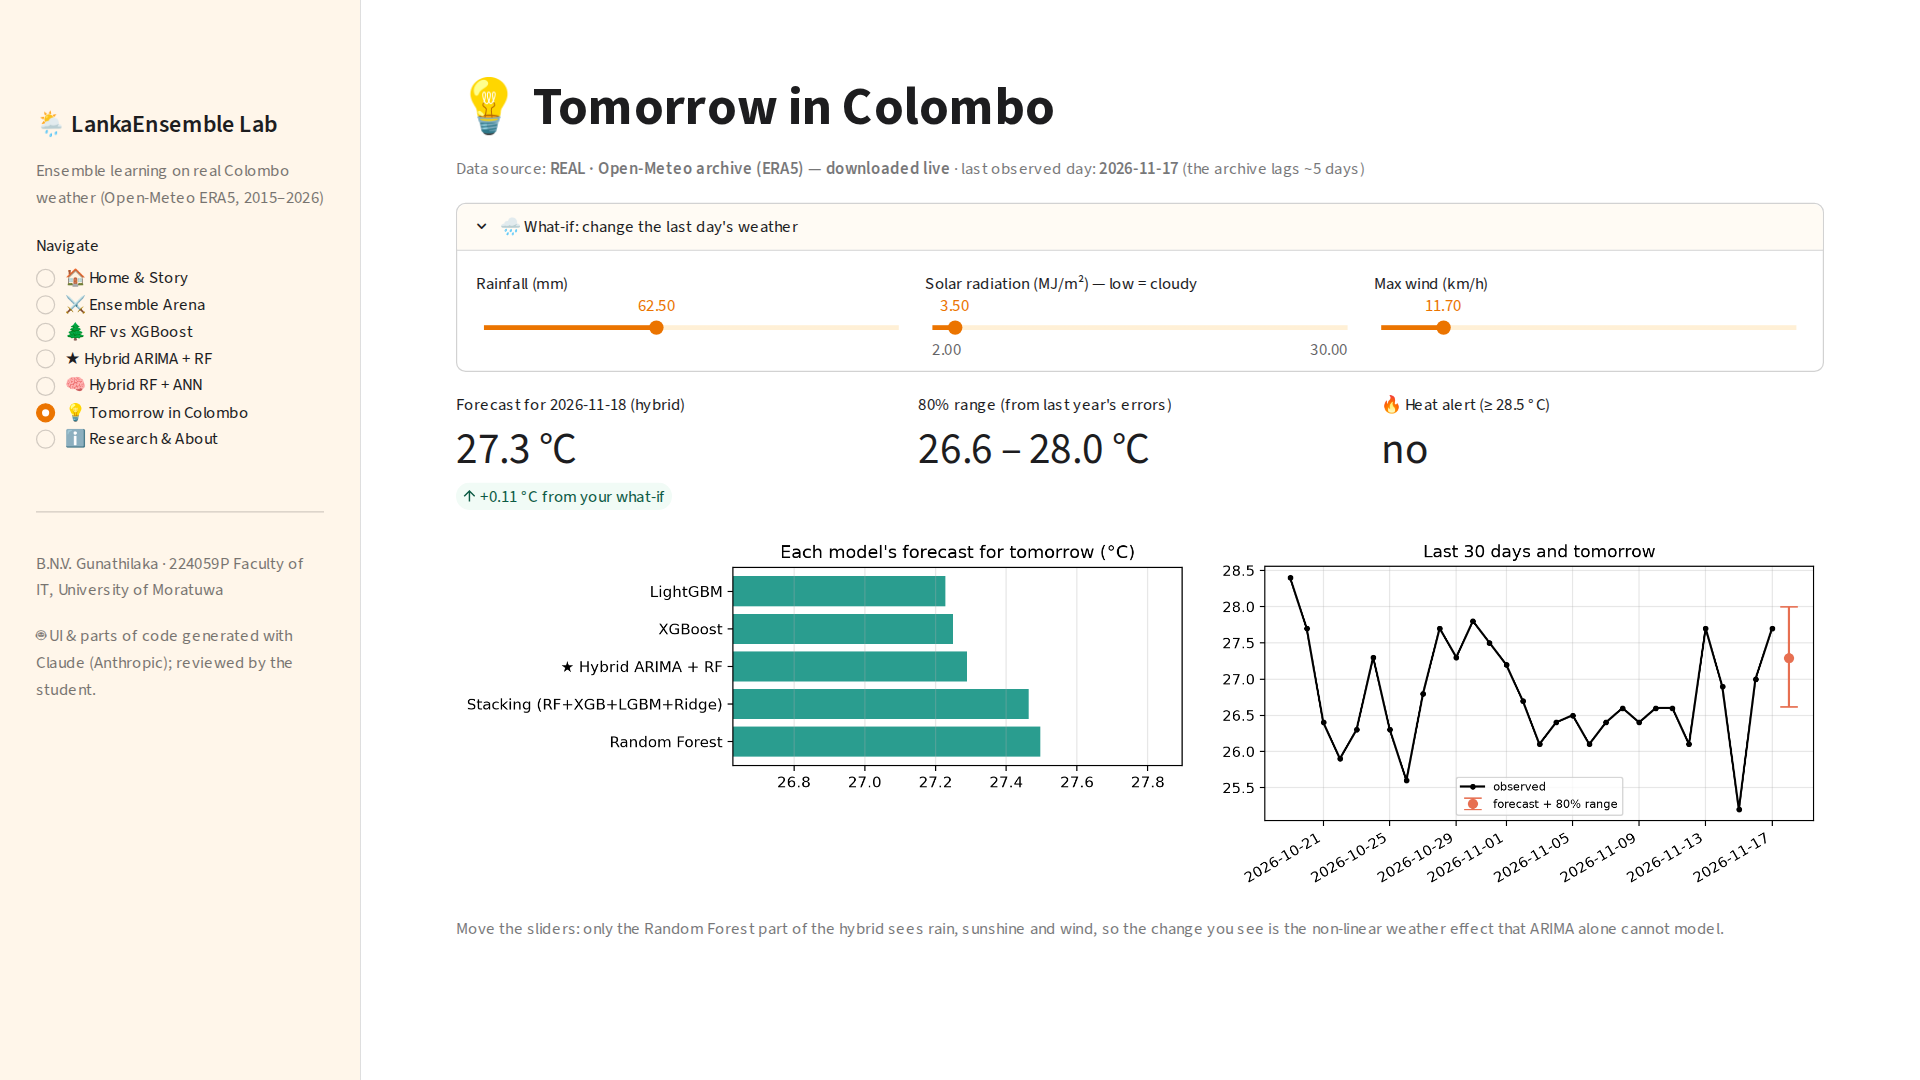 🌦️ LankaEnsemble Lab
Ensemble learning on real Colombo
weather (Open-Meteo ERA5, 2015–2026)
Navigate
🏠 Home & Story
⚔️ Ensemble Arena
🌲 RF vs XGBoost
★ Hybrid ARIMA + RF
🧠 Hybrid RF + ANN
💡 Tomorrow in Colombo
ℹ️ Research & About
B.N.V. Gunathilaka · 224059P Faculty of
IT, University of Moratuwa
UI & parts of code generated with
Claude (Anthropic); reviewed by the
student.
💡 Tomorrow in Colombo
Data source: REAL · Open-Meteo archive (ERA5) — downloaded live · last observed day: 2026-11-17 (the archive lags ~5 days)
🌧️ What-if: change the last day's weather
Rainfall (mm)
62.50
Solar radiation (MJ/m²) — low = cloudy
3.50
2.00 30.00
Max wind (km/h)
11.70
Forecast for 2026-11-18 (hybrid)
27.3 °C
↑ +0.11 °C from your what-if
80% range (from last year's errors)
26.6 – 28.0 °C
🔥 Heat alert (≥ 28.5 °C)
no
Each model's forecast for tomorrow (°C)
LightGBM
XGBoost
★ Hybrid ARIMA + RF
Stacking (RF+XGB+LGBM+Ridge)
Random Forest
26.8 27.0 27.2 27.4 27.6 27.8
Last 30 days and tomorrow
28.5
28.0
27.5
27.0
26.5
26.0
25.5
observed
forecast + 80% range
2026-10-21 2026-10-25 2026-10-29 2026-11-01 2026-11-05 2026-11-09 2026-11-13 2026-11-17
Move the sliders: only the Random Forest part of the hybrid sees rain, sunshine and wind, so the change you see is the non-linear weather effect that ARIMA alone cannot model.